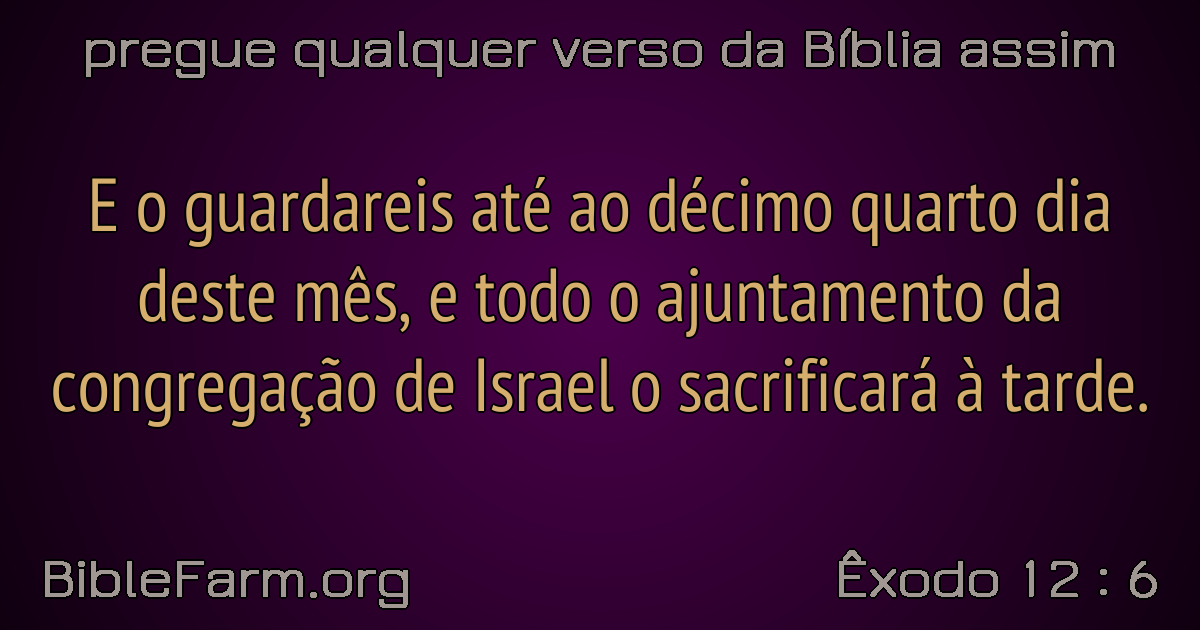 pregue qualquer verso da Bíblia assim
E o guardareis até ao décimo quarto dia
deste mês, e todo o ajuntamento da
congregação de Israel o sacrificará à tarde.
BibleFarm.org
Êxodo 12 : 6